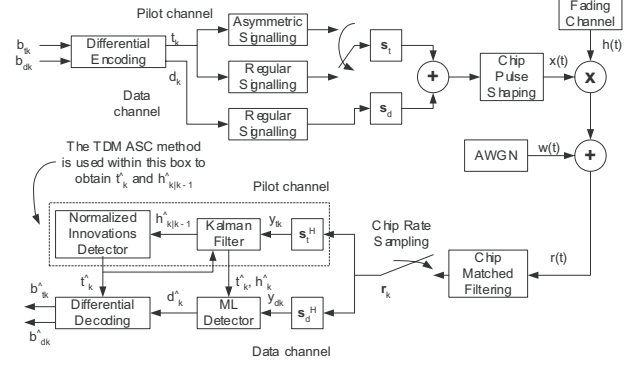 Pilot channel
Asymmetric
Signalling
Fading
Channel
b_tk
b_dk
Differential
Encoding
t_k
d_k
Regular
Signalling
s_t
+
Chip
Pulse
Shaping
x(t)
h(t)
x
Data
channel
Regular
Signalling
s_d
The TDM ASC method
is used within this box to
obtain t^_k and h^_k|k-1
AWGN
w(t)
+
Pilot channel
Normalized
Innovations
Detector
h^_k|k-1
Kalman
Filter
y_tk
s_t^H
Chip Rate
Sampling
r_k
Chip
Matched
Filtering
r(t)
t^_k
t^_k, h^_k
b^_tk
b^_dk
Differential
Decoding
d^_k
ML
Detector
y_dk
s_d^H
Data channel